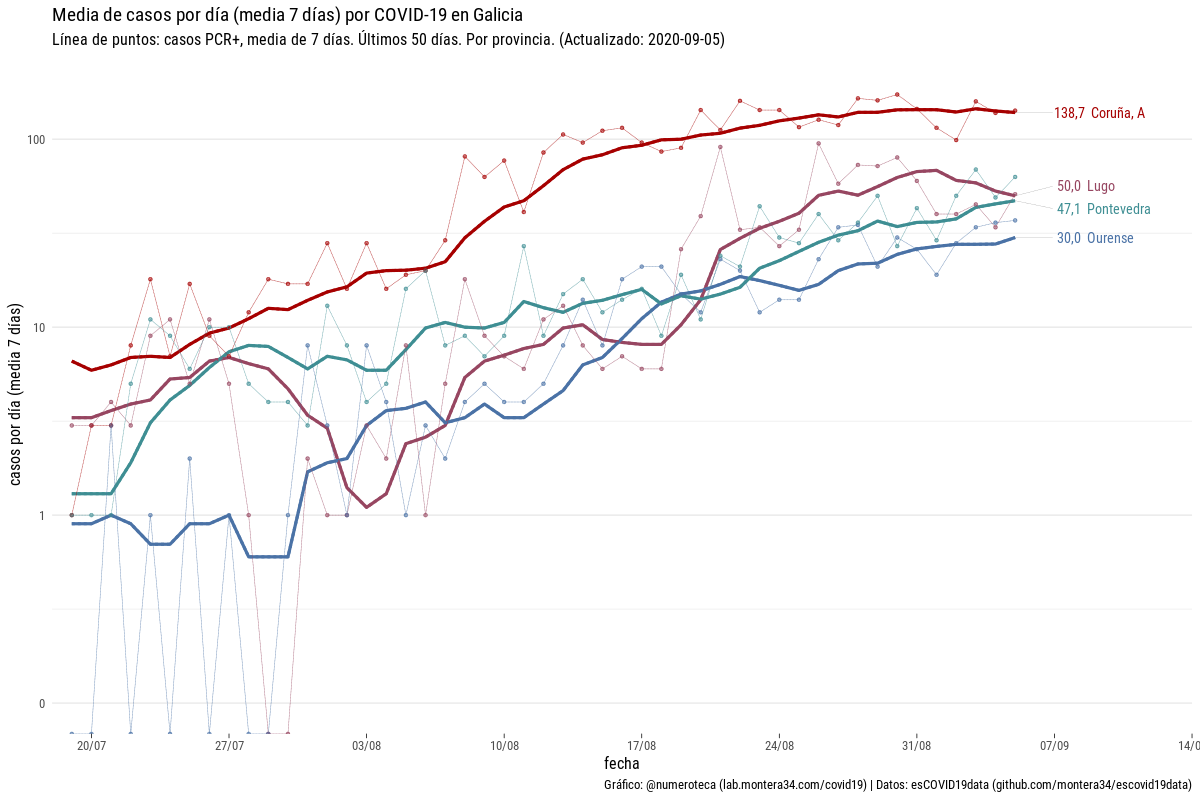 Media de casos por día (media 7 días) por COVID-19 en Galicia
Línea de puntos: casos PCR+, media de 7 días. Últimos 50 días. Por provincia. (Actualizado: 2020-09-05)
casos por día (media 7 días)
100
10
1
0
138,7 Coruña, A
50,0 Lugo
47,1 Pontevedra
30,0 Ourense
20/07 27/07 03/08 10/08 17/08 24/08 31/08 07/09 14/0
fecha
Gráfico: @numeroteca (lab.montera34.com/covid19) | Datos: esCOVID19data (github.com/montera34/escovid19data)